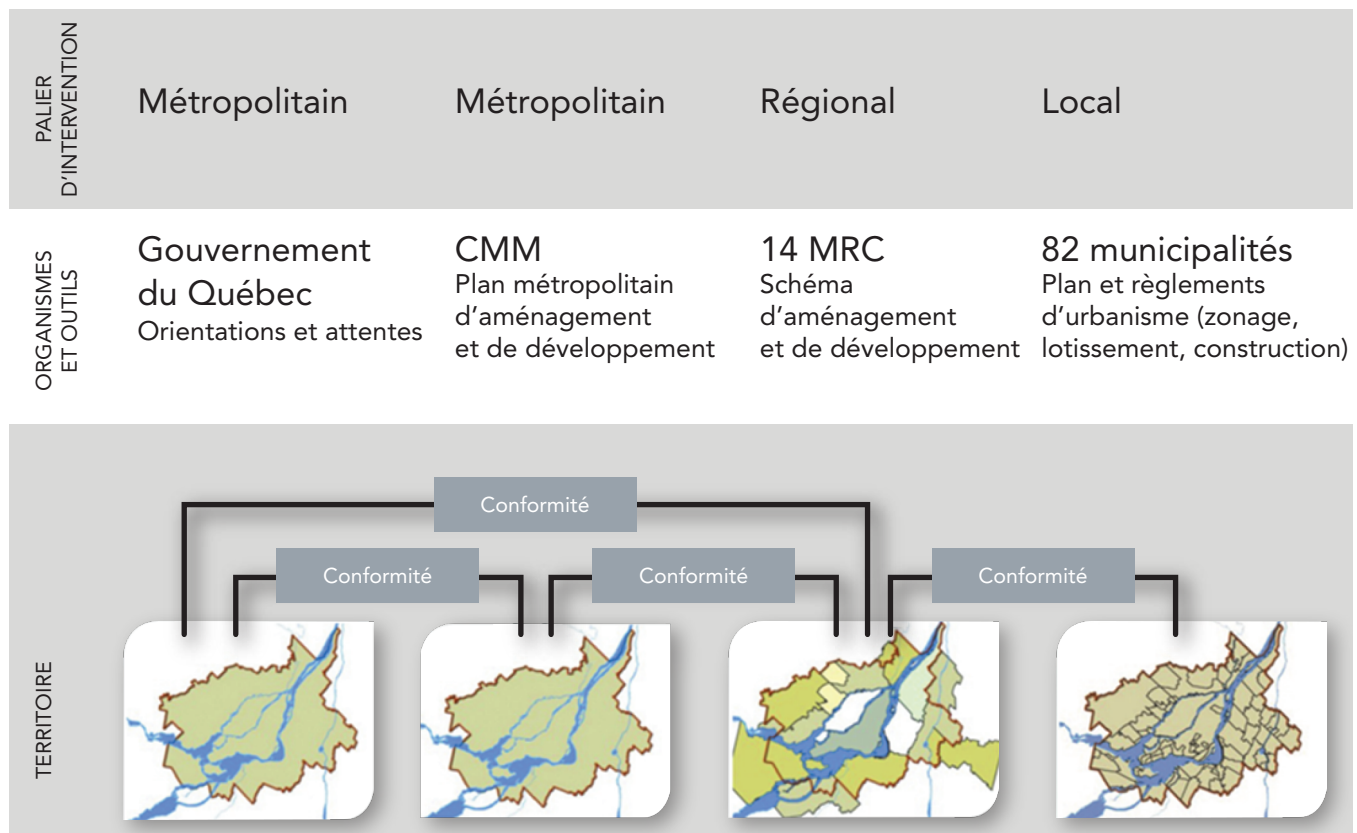 PALIER
D'INTERVENTION
Métropolitain
Métropolitain
Régional
Local
ORGANISMES
ET OUTILS
Gouvernement
du Québec
Orientations et attentes
CMM
Plan métropolitain
d'aménagement
et de développement
14 MRC
Schéma
d'aménagement
et de développement
82 municipalités
Plan et règlements
d'urbanisme (zonage,
lotissement, construction)
TERRITOIRE
Conformité
Conformité
Conformité
Conformité